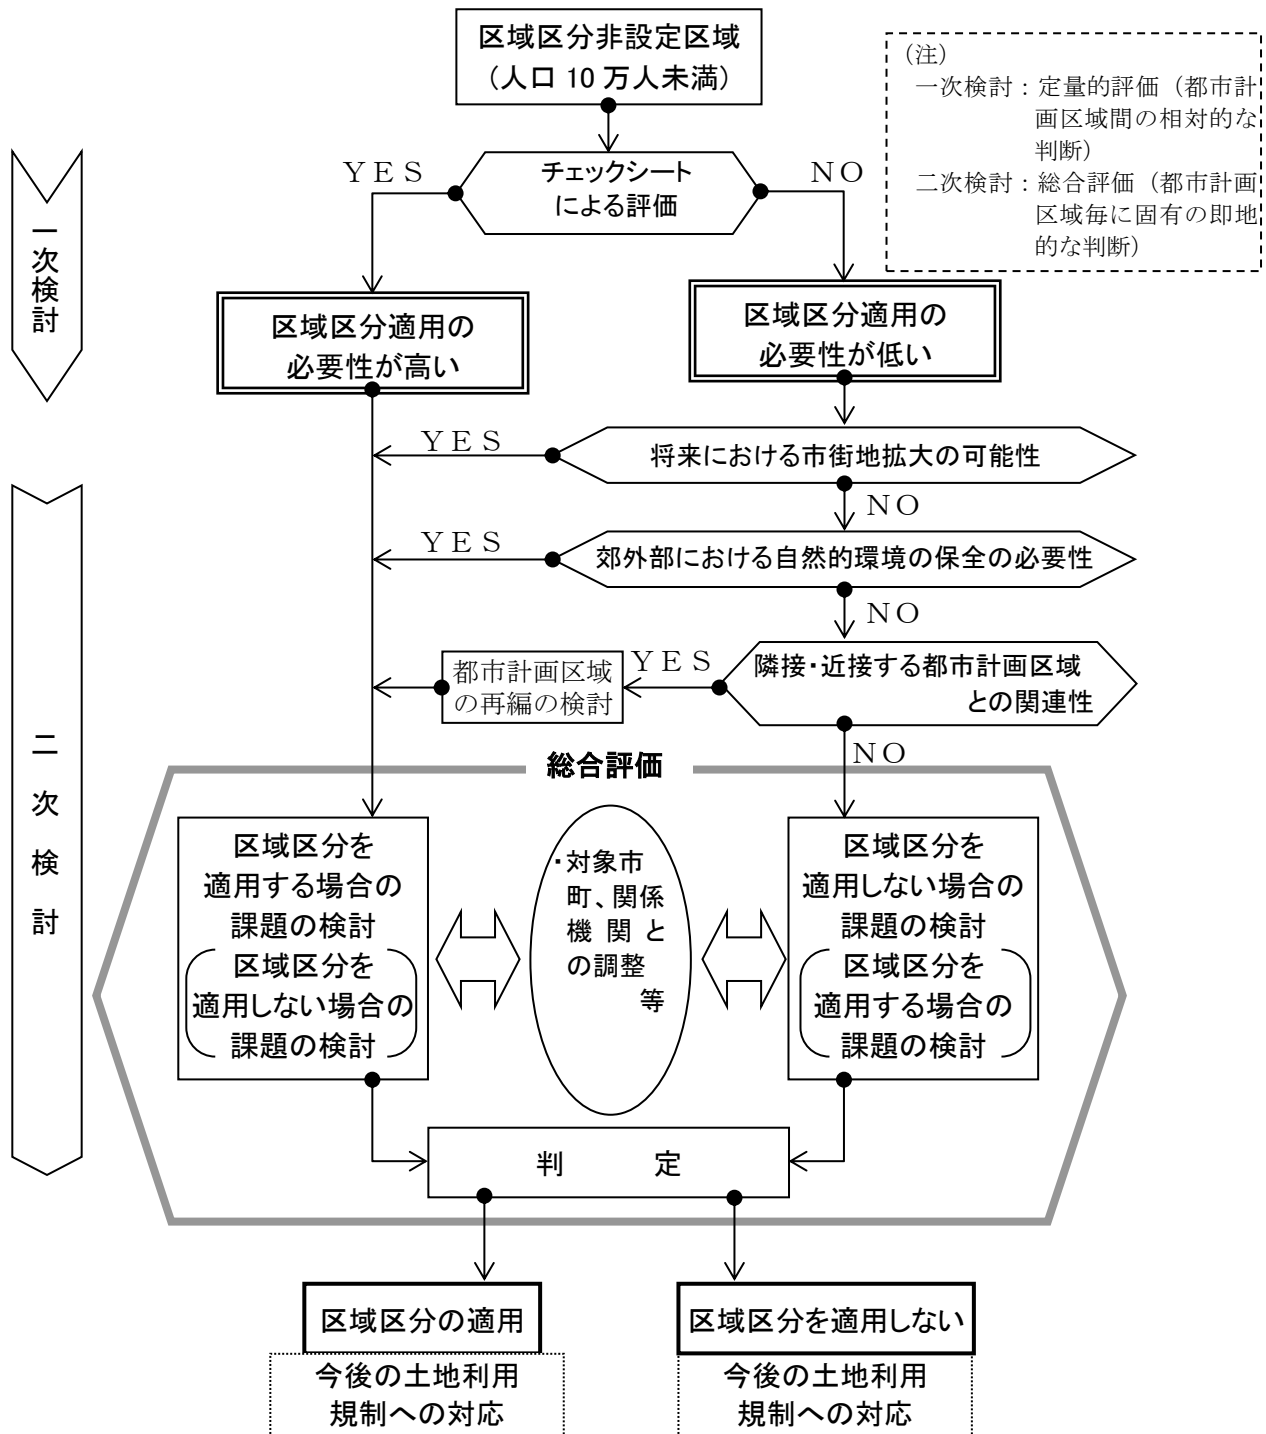 区域区分非設定区域
（人口 10 万人未満）
（注）
一次検討：定量的評価（都市計
画区域間の相対的な
判断）
二次検討：総合評価（都市計画
区域毎に固有の即地
的な判断）
一次検討
YES
チェックシート
による評価
NO
区域区分適用の
必要性が高い
区域区分適用の
必要性が低い
YES
将来における市街地拡大の可能性
NO
YES
郊外部における自然的環境の保全の必要性
NO
二次検討
都市計画区域
の再編の検討
YES
隣接・近接する都市計画区域
との関連性
NO
総合評価
区域区分を
適用する場合の
課題の検討
区域区分を
適用しない場合の
課題の検討
・対象市
町、関係
機関と
の調整
等
区域区分を
適用しない場合の
課題の検討
区域区分を
適用する場合の
課題の検討
判定
区域区分の適用
今後の土地利用
規制への対応
区域区分を適用しない
今後の土地利用
規制への対応